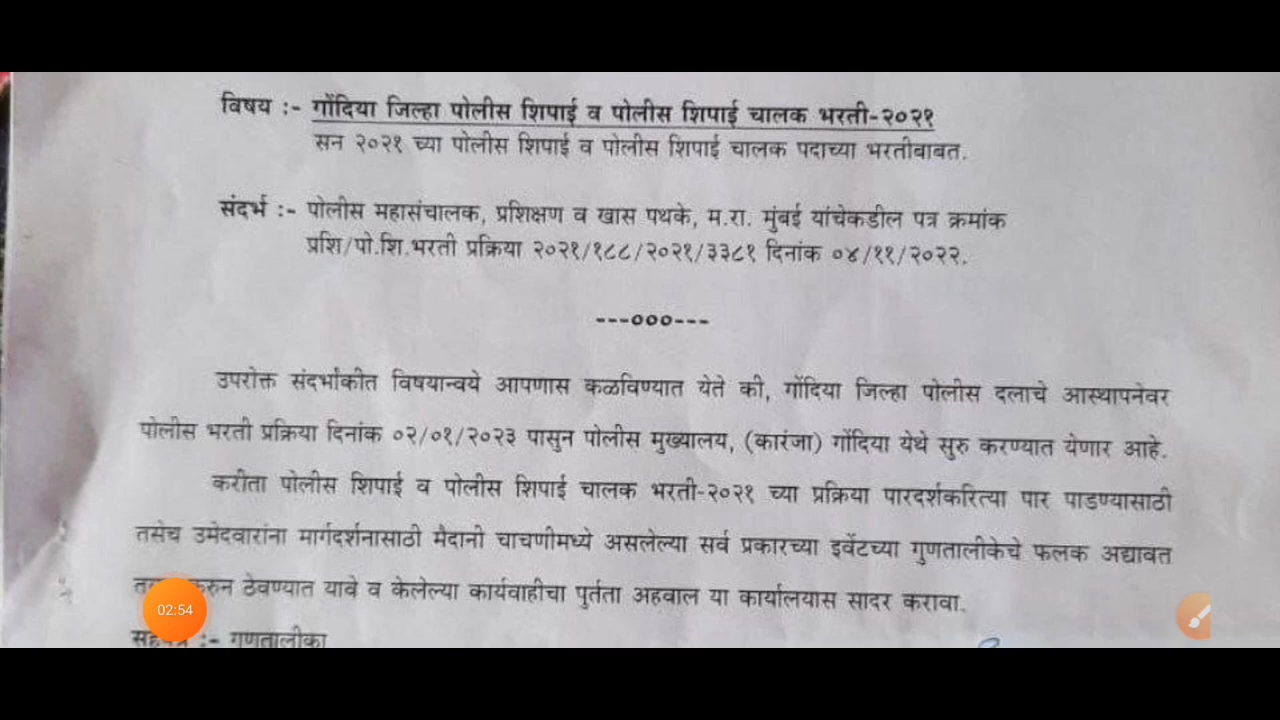 विषय :- गोंदिया जिल्हा पोलीस शिपाई व पोलीस शिपाई चालक भरती-२०२१
सन २०२१ च्या पोलीस शिपाई व पोलीस शिपाई चालक पदाच्या भरतीबाबत.
संदर्भ :- पोलीस महासंचालक, प्रशिक्षण व खास पथके, म.रा. मुंबई यांचेकडील पत्र क्रमांक
प्रशि/पो.शि.भरती प्रक्रिया २०२१/१८८/२०२१/३३८१ दिनांक ०४/११/२०२२.
---०००---
उपरोक्त संदर्भांकीत विषयान्वये आपणास कळविण्यात येते की, गोंदिया जिल्हा पोलीस दलाचे आस्थापनेवर
पोलीस भरती प्रक्रिया दिनांक ०२/०१/२०२३ पासुन पोलीस मुख्यालय, (कारंजा) गोंदिया येथे सुरु करण्यात येणार आहे.
करीता पोलीस शिपाई व पोलीस शिपाई चालक भरती-२०२१ च्या प्रक्रिया पारदर्शकरित्या पार पाडण्यासाठी
तसेच उमेदवारांना मार्गदर्शनासाठी मैदानी चाचणीमध्ये असलेल्या सर्व प्रकारच्या इवेंटच्या गुणतालीकेचे फलक अद्यावत
ठेवण्यात यावे व केलेल्या कार्यवाहीचा पुर्तता अहवाल या कार्यालयास सादर करावा.
02:54
:- गुणतालीका